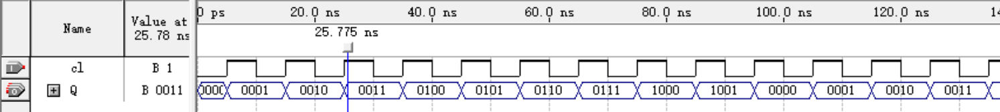 0 ps 20.0 ns 40.0 ns 60.0 ns 80.0 ns 100.0 ns 120.0 ns
Name
Value at
25.78 ns
25.775 ns
cl B 1
Q B 0011 0000 0001 0010 0011 0100 0101 0110 0111 1000 1001 0000 0001 0010 0011